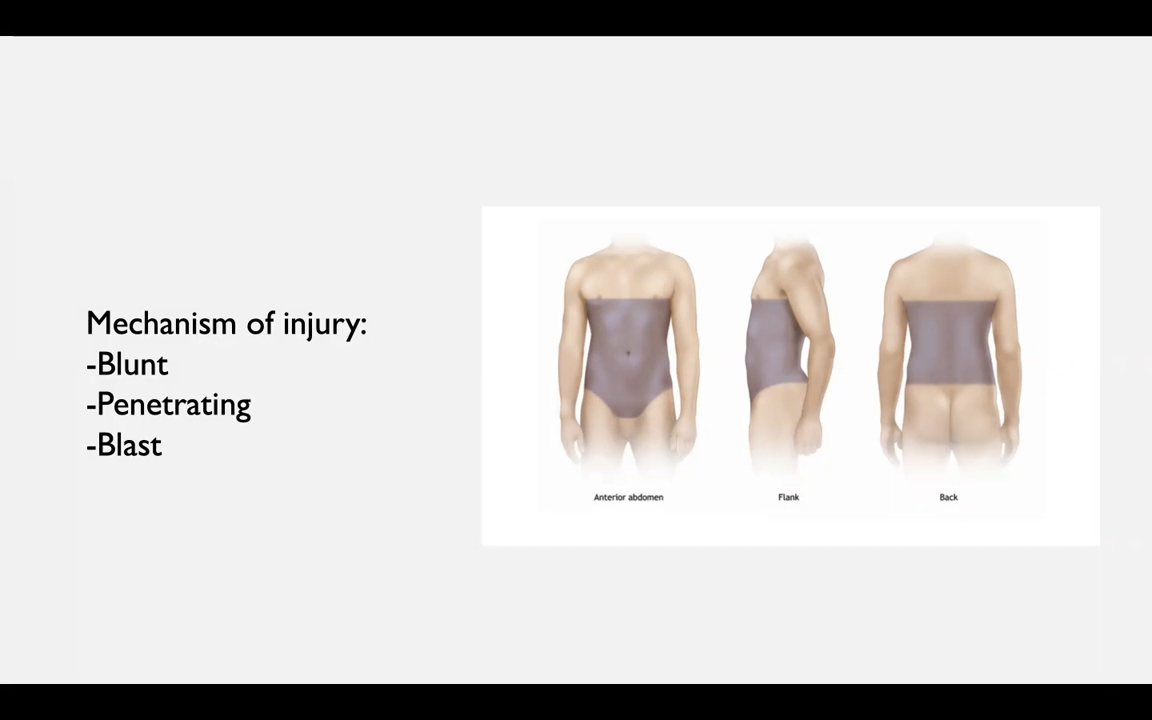 Mechanism of injury:
-Blunt
-Penetrating
-Blast
Anterior abdomen
Flank
Back